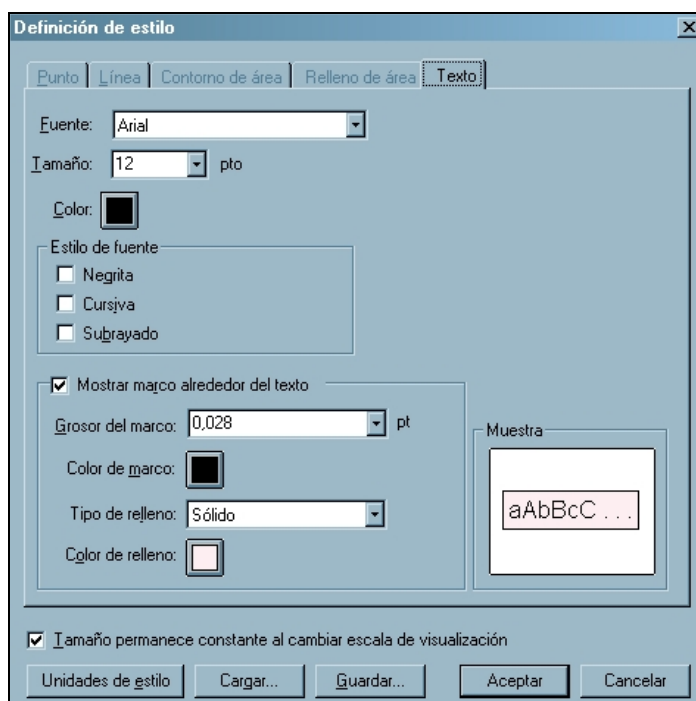 Definición de estilo
Punto Línea Contorno de área Relleno de área Texto
Fuente: Arial
Tamaño: 12 pto
Color:
Estilo de fuente
Negrita
Cursiva
Subrayado
Mostrar marco alrededor del texto
Grosor del marco: 0,028 pt
Color de marco:
Tipo de relleno: Sólido
Color de relleno:
Muestra
aAbBcC . . .
Tamaño permanece constante al cambiar escala de visualización
Unidades de estilo Cargar... Guardar... Aceptar Cancelar